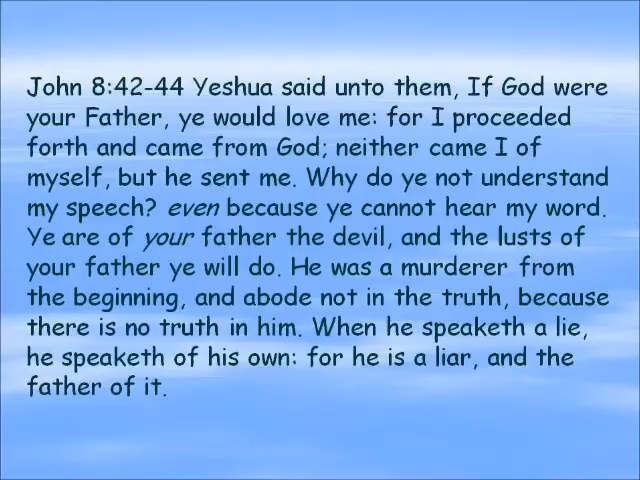 John 8:42-44 Yeshua said unto them, If God were
your Father, ye would love me: for I proceeded
forth and came from God; neither came I of
myself, but he sent me. Why do ye not understand
my speech? even because ye cannot hear my word.
Ye are of your father the devil, and the lusts of
your father ye will do. He was a murderer from
the beginning, and abode not in the truth, because
there is no truth in him. When he speaketh a lie,
he speaketh of his own: for he is a liar, and the
father of it.